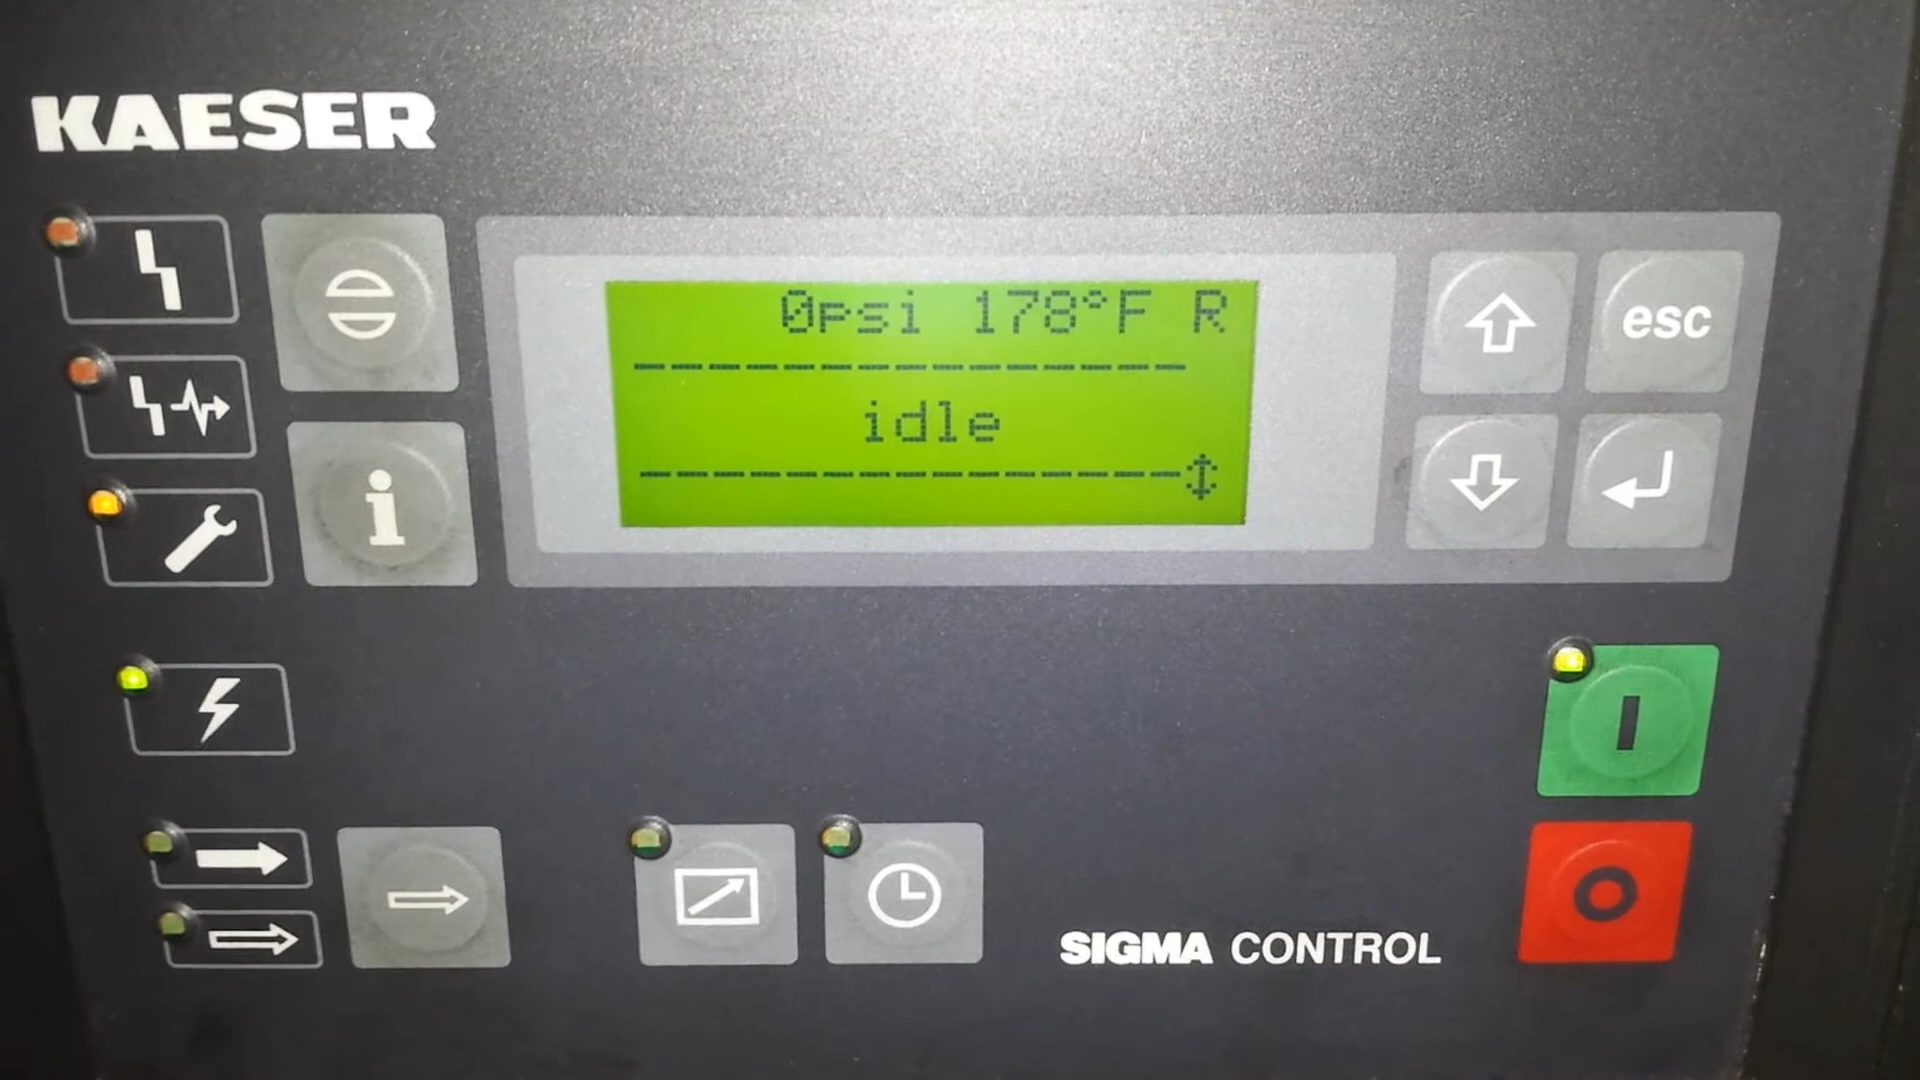 KAESER
0psi 178°F R
--------------
idle
--------------
esc
i
I
O
SIGMA CONTROL